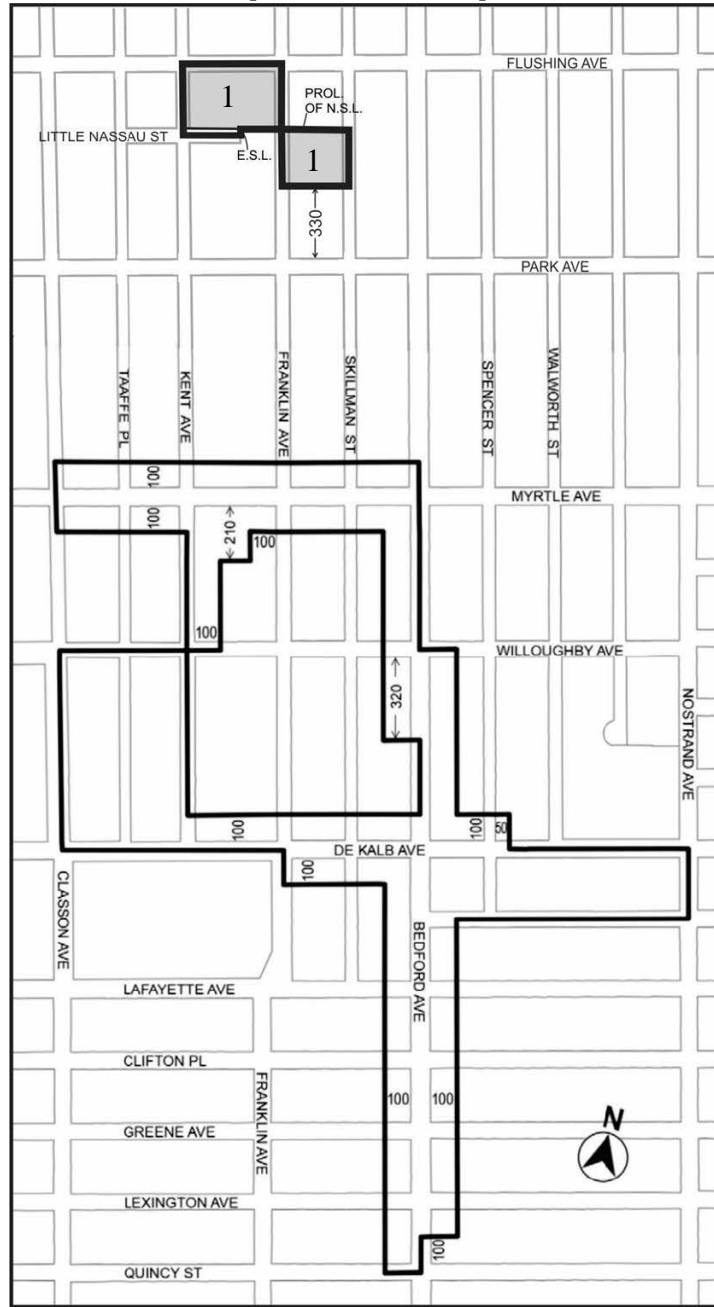 FLUSHING AVE
1
PROL.
OF N.S.L.
LITTLE NASSAU ST
E.S.L.
1
330
PARK AVE
TAAFFE PL
KENT AVE
FRANKLIN AVE
SKILLMAN ST
SPENCER ST
WALWORTH ST
100
MYRTLE AVE
100
210
100
100
WILLOUGHBY AVE
320
NOSTRAND AVE
100
100
50
DE KALB AVE
100
CLASSON AVE
BEDFORD AVE
LAFAYETTE AVE
CLIFTON PL
FRANKLIN AVE
100
100
N
GREENE AVE
LEXINGTON AVE
100
QUINCY ST